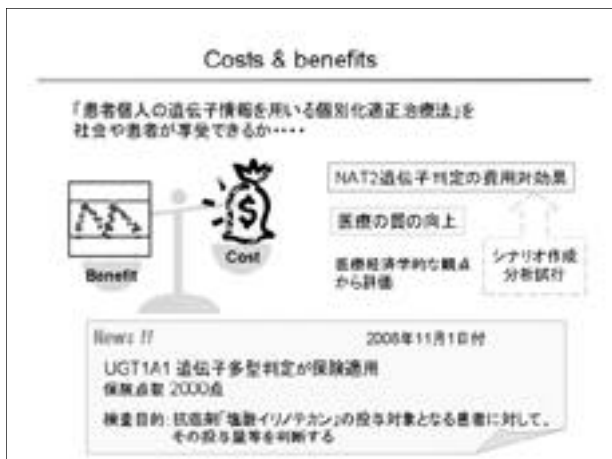 Costs & benefits
「患者個人の遺伝子情報を用いる個別化適正治療法」を
社会や患者が享受できるか････
NAT2遺伝子判定の費用対効果
医療の質の向上
$
Benefit
Cost
医療経済学的な観点
から評価
シナリオ作成
分析試行
News !!
2008年11月1日付
UGT1A1 遺伝子多型判定が保険適用
保険点数 2000点
検査目的：抗癌剤「塩酸イリノテカン」の投与対象となる患者に対して、
その投与量等を判断する